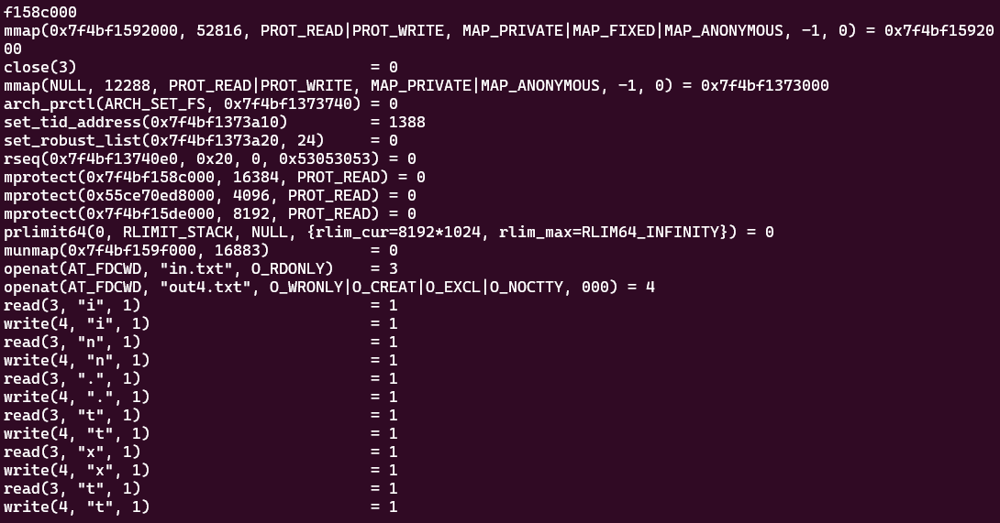 f158c000
mmap(0x7f4bf1592000, 52816, PROT_READ|PROT_WRITE, MAP_PRIVATE|MAP_FIXED|MAP_ANONYMOUS, -1, 0) = 0x7f4bf15920
00
close(3)                                = 0
mmap(NULL, 12288, PROT_READ|PROT_WRITE, MAP_PRIVATE|MAP_ANONYMOUS, -1, 0) = 0x7f4bf1373000
arch_prctl(ARCH_SET_FS, 0x7f4bf1373740) = 0
set_tid_address(0x7f4bf1373a10)         = 1388
set_robust_list(0x7f4bf1373a20, 24)     = 0
rseq(0x7f4bf13740e0, 0x20, 0, 0x53053053) = 0
mprotect(0x7f4bf158c000, 16384, PROT_READ) = 0
mprotect(0x55ce70ed8000, 4096, PROT_READ) = 0
mprotect(0x7f4bf15de000, 8192, PROT_READ) = 0
prlimit64(0, RLIMIT_STACK, NULL, {rlim_cur=8192*1024, rlim_max=RLIM64_INFINITY}) = 0
munmap(0x7f4bf159f000, 16883)           = 0
openat(AT_FDCWD, "in.txt", O_RDONLY)    = 3
openat(AT_FDCWD, "out4.txt", O_WRONLY|O_CREAT|O_EXCL|O_NOCTTY, 000) = 4
read(3, "i", 1)                         = 1
write(4, "i", 1)                        = 1
read(3, "n", 1)                         = 1
write(4, "n", 1)                        = 1
read(3, ".", 1)                         = 1
write(4, ".", 1)                        = 1
read(3, "t", 1)                         = 1
write(4, "t", 1)                        = 1
read(3, "x", 1)                         = 1
write(4, "x", 1)                        = 1
read(3, "t", 1)                         = 1
write(4, "t", 1)                        = 1